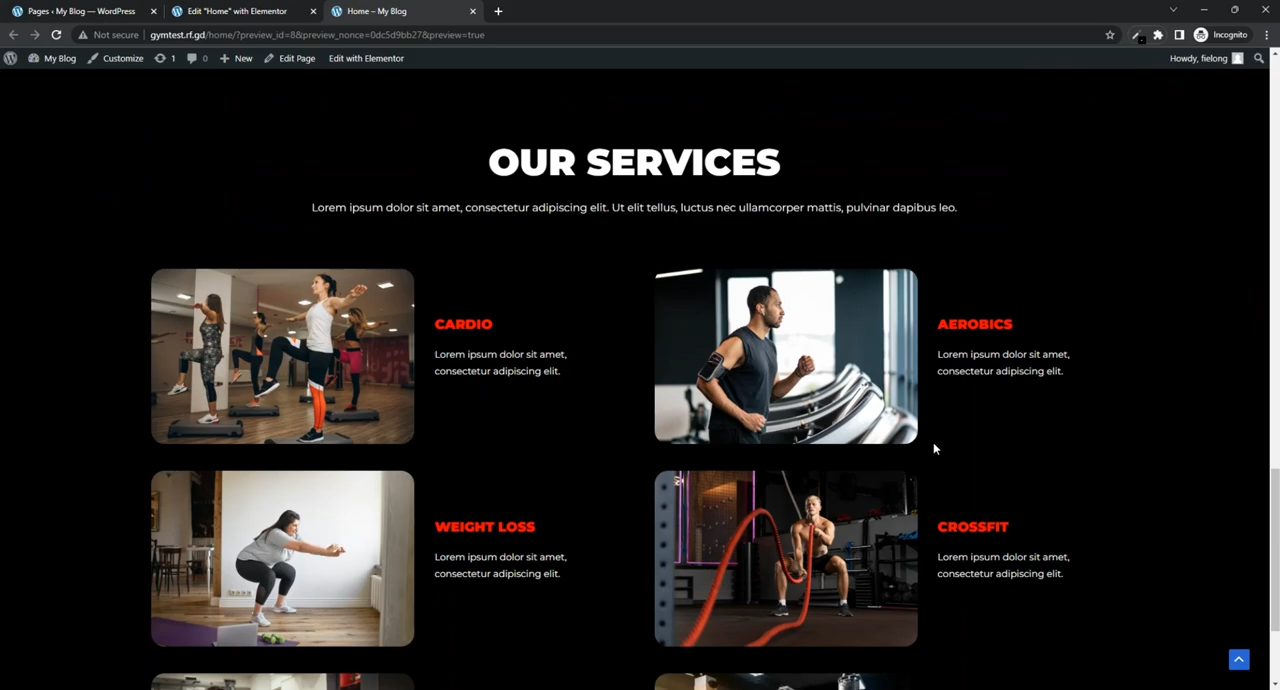 Pages ‹ My Blog — WordPress
Edit "Home" with Elementor
Home – My Blog
Not secure
gymtest.rf.gd/home/?preview_id=8&preview_nonce=0dc5d9bb27&preview=true
Incognito
My Blog
Customize
1
0
New
Edit Page
Edit with Elementor
Howdy, fielong
OUR SERVICES
Lorem ipsum dolor sit amet, consectetur adipiscing elit. Ut elit tellus, luctus nec ullamcorper mattis, pulvinar dapibus leo.
CARDIO
Lorem ipsum dolor sit amet,
consectetur adipiscing elit.
AEROBICS
Lorem ipsum dolor sit amet,
consectetur adipiscing elit.
WEIGHT LOSS
Lorem ipsum dolor sit amet,
consectetur adipiscing elit.
CROSSFIT
Lorem ipsum dolor sit amet,
consectetur adipiscing elit.